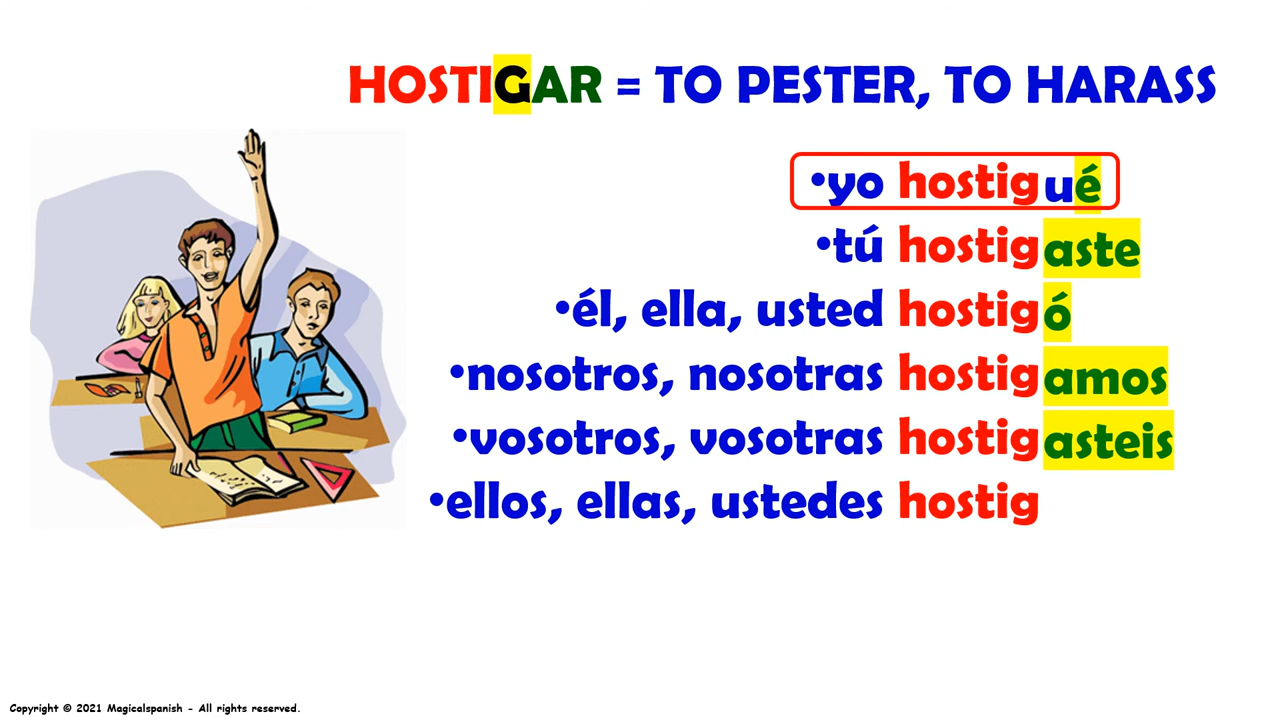 HOSTIGAR = TO PESTER, TO HARASS
•yo hostigué
•tú hostigaste
•él, ella, usted hostigó
•nosotros, nosotras hostigamos
•vosotros, vosotras hostigasteis
•ellos, ellas, ustedes hostig
Copyright © 2021 Magicalspanish - All rights reserved.